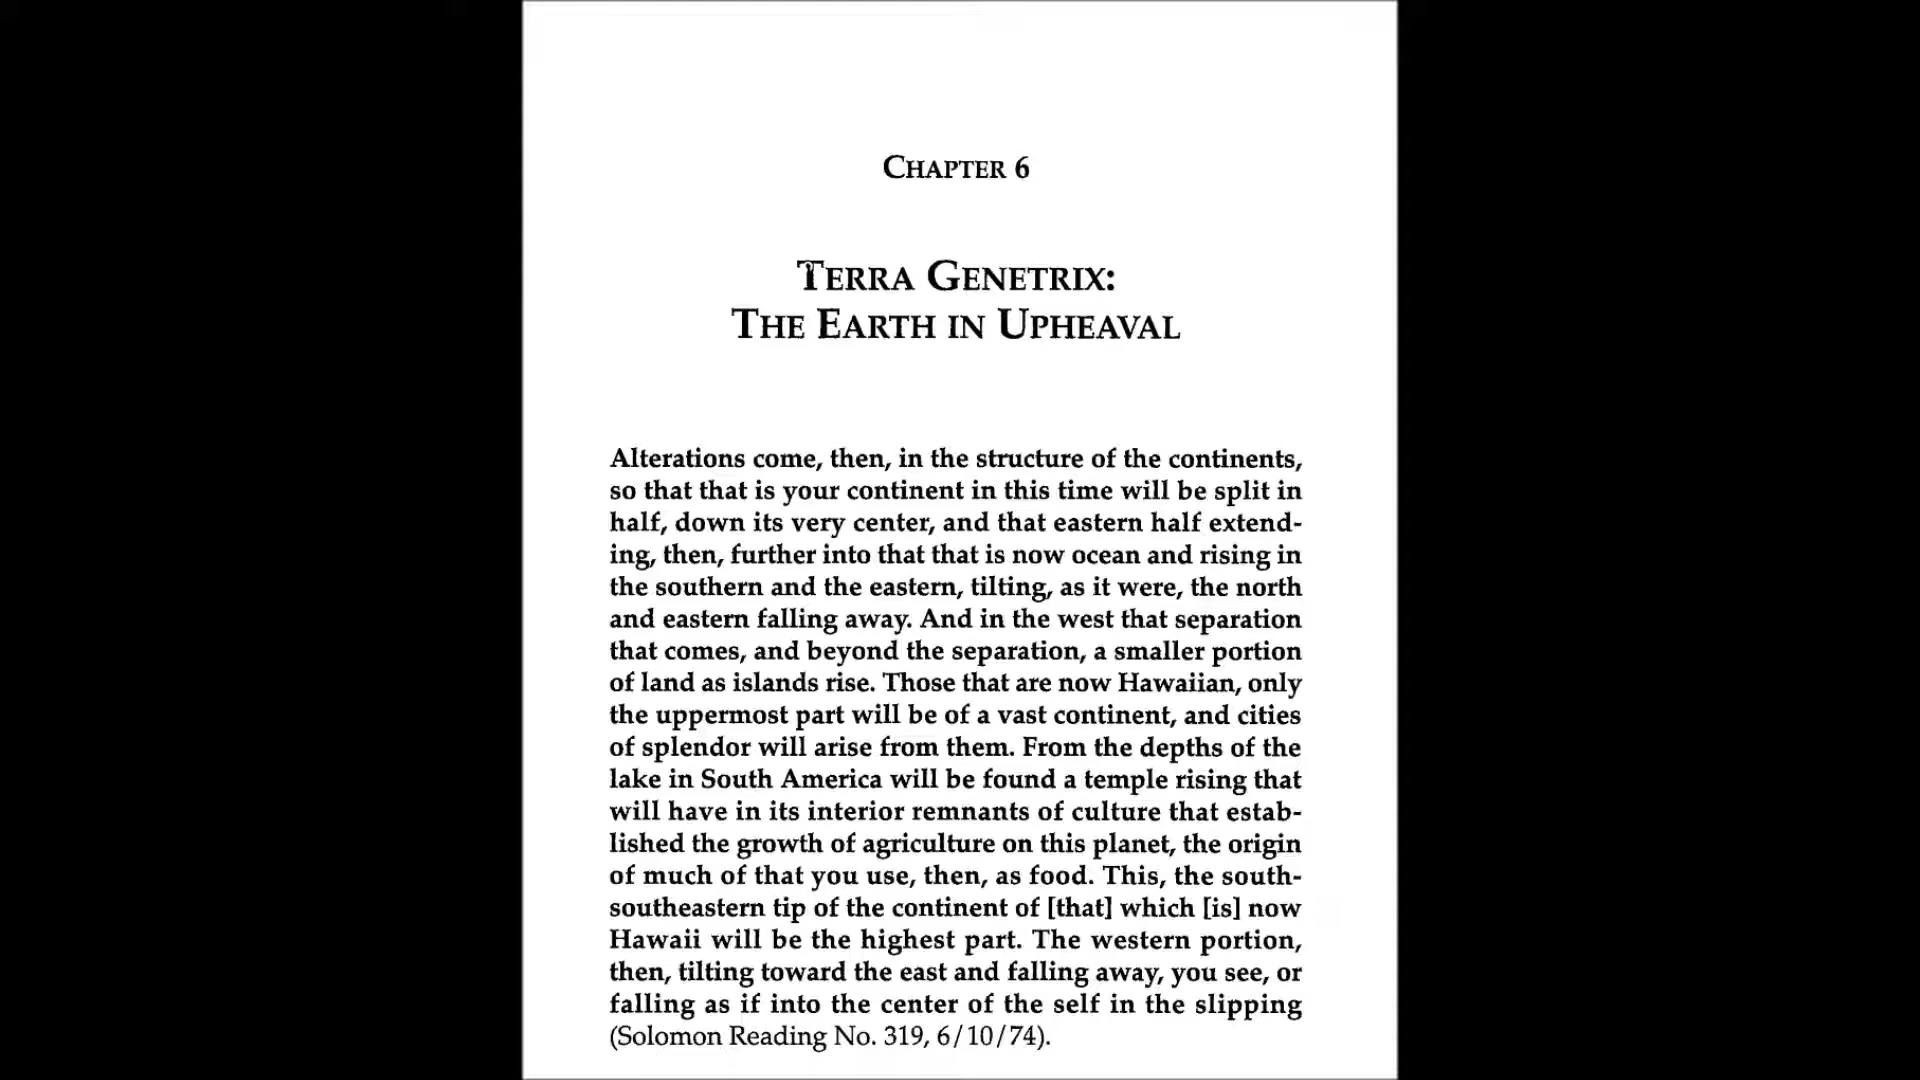 CHAPTER 6
TERRA GENETRIX:
THE EARTH IN UPHEAVAL
Alterations come, then, in the structure of the continents,
so that that is your continent in this time will be split in
half, down its very center, and that eastern half extend-
ing, then, further into that that is now ocean and rising in
the southern and the eastern, tilting, as it were, the north
and eastern falling away. And in the west that separation
that comes, and beyond the separation, a smaller portion
of land as islands rise. Those that are now Hawaiian, only
the uppermost part will be of a vast continent, and cities
of splendor will arise from them. From the depths of the
lake in South America will be found a temple rising that
will have in its interior remnants of culture that estab-
lished the growth of agriculture on this planet, the origin
of much of that you use, then, as food. This, the south-
southeastern tip of the continent of [that] which [is] now
Hawaii will be the highest part. The western portion,
then, tilting toward the east and falling away, you see, or
falling as if into the center of the self in the slipping
(Solomon Reading No. 319, 6/10/74).